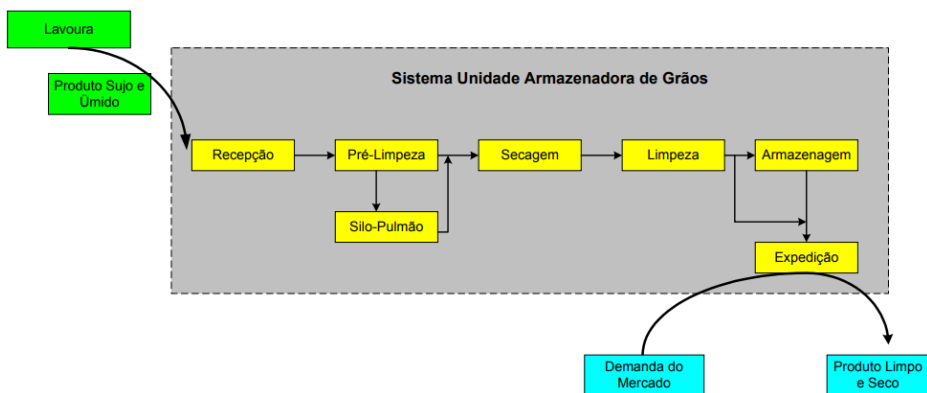 Lavoura
Sistema Unidade Armazenadora de Grãos
Produto Sujo e
Ümido
Recepção
Pré-Limpeza
Secagem
Limpeza
Armazenagem
Silo-Pulmão
Expedição
Demanda do
Mercado
Produto Limpo
e Seco